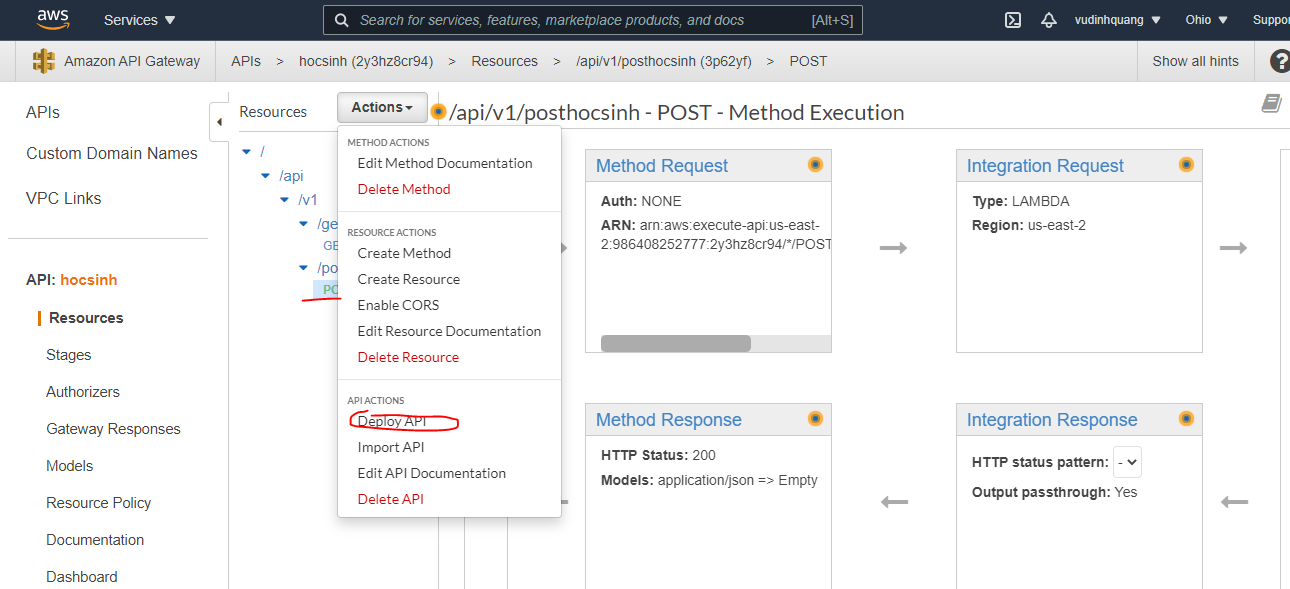 aws Services ▼ Search for services, features, marketplace products, and docs [Alt+S] vudinhquang ▼ Ohio ▼ Suppor
Amazon API Gateway APIs > hocsinh (2y3hz8cr94) > Resources > /api/v1/posthocsinh (3p62yf) > POST Show all hints ?
APIs
Custom Domain Names
VPC Links
API: hocsinh
Resources
Stages
Authorizers
Gateway Responses
Models
Resource Policy
Documentation
Dashboard
Resources Actions
/
/api
/v1
/ge
GE
/po
PO
METHOD ACTIONS
Edit Method Documentation
Delete Method
RESOURCE ACTIONS
Create Method
Create Resource
Enable CORS
Edit Resource Documentation
Delete Resource
API ACTIONS
Deploy API
Import API
Edit API Documentation
Delete API
/api/v1/posthocsinh - POST - Method Execution
Method Request
Auth: NONE
ARN: arn:aws:execute-api:us-east-
2:986408252777:2y3hz8cr94/*/POST
Integration Request
Type: LAMBDA
Region: us-east-2
Method Response
HTTP Status: 200
Models: application/json => Empty
Integration Response
HTTP status pattern: -
Output passthrough: Yes